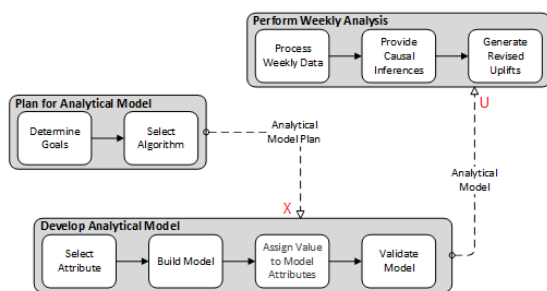 Perform Weekly Analysis
Process
Weekly Data
Provide
Causal
Inferences
Generate
Revised
Uplifts
Plan for Analytical Model
Determine
Goals
Select
Algorithm
Analytical
Model Plan
U
Analytical
Model
X
Develop Analytical Model
Select
Attribute
Build Model
Assign Value
to Model
Attributes
Validate
Model